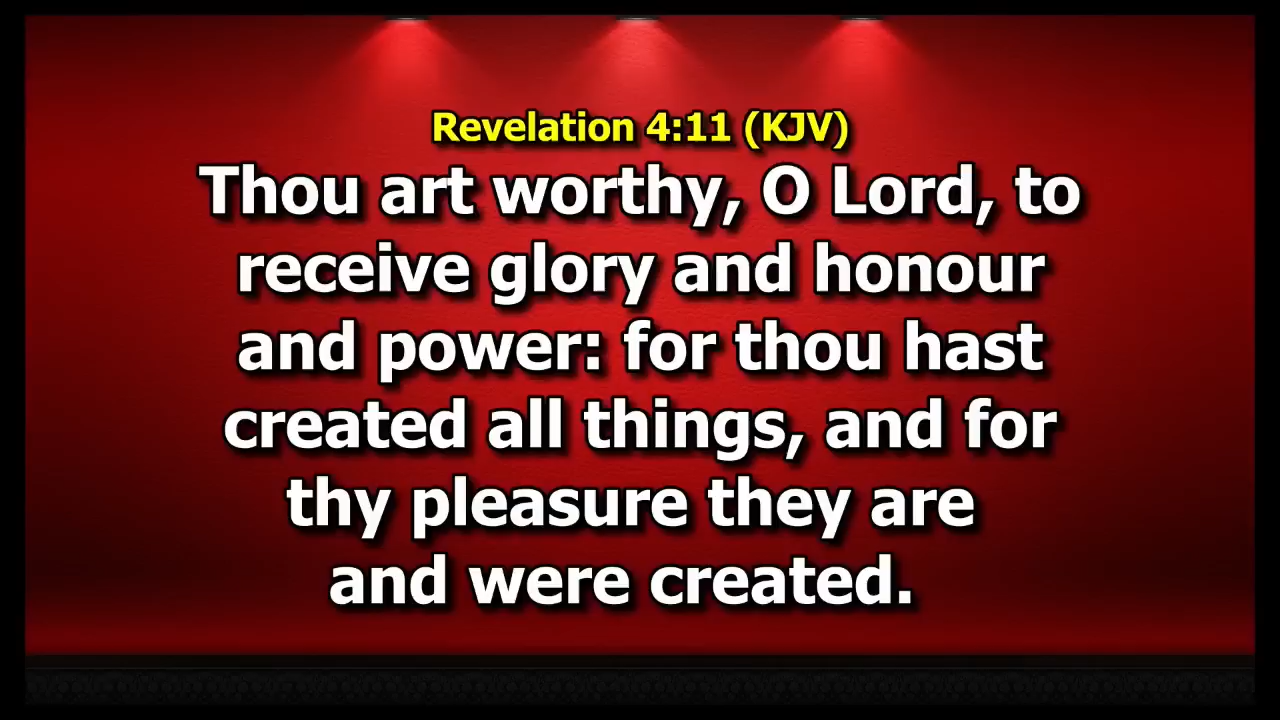 Revelation 4:11 (KJV)
Thou art worthy, O Lord, to
receive glory and honour
and power: for thou hast
created all things, and for
thy pleasure they are
and were created.